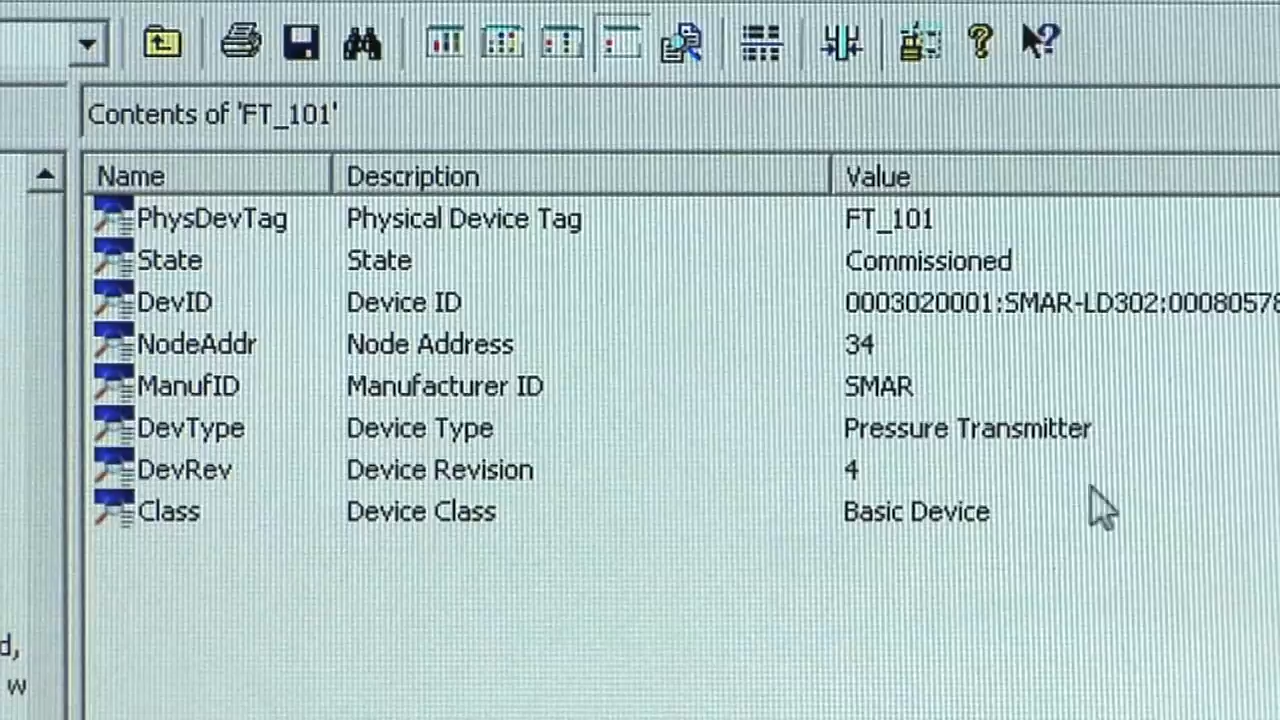 Contents of 'FT_101'
Name Description Value
PhysDevTag Physical Device Tag FT_101
State State Commissioned
DevID Device ID 0003020001:SMAR-LD302:00080578
NodeAddr Node Address 34
ManufID Manufacturer ID SMAR
DevType Device Type Pressure Transmitter
DevRev Device Revision 4
Class Device Class Basic Device
d,
w